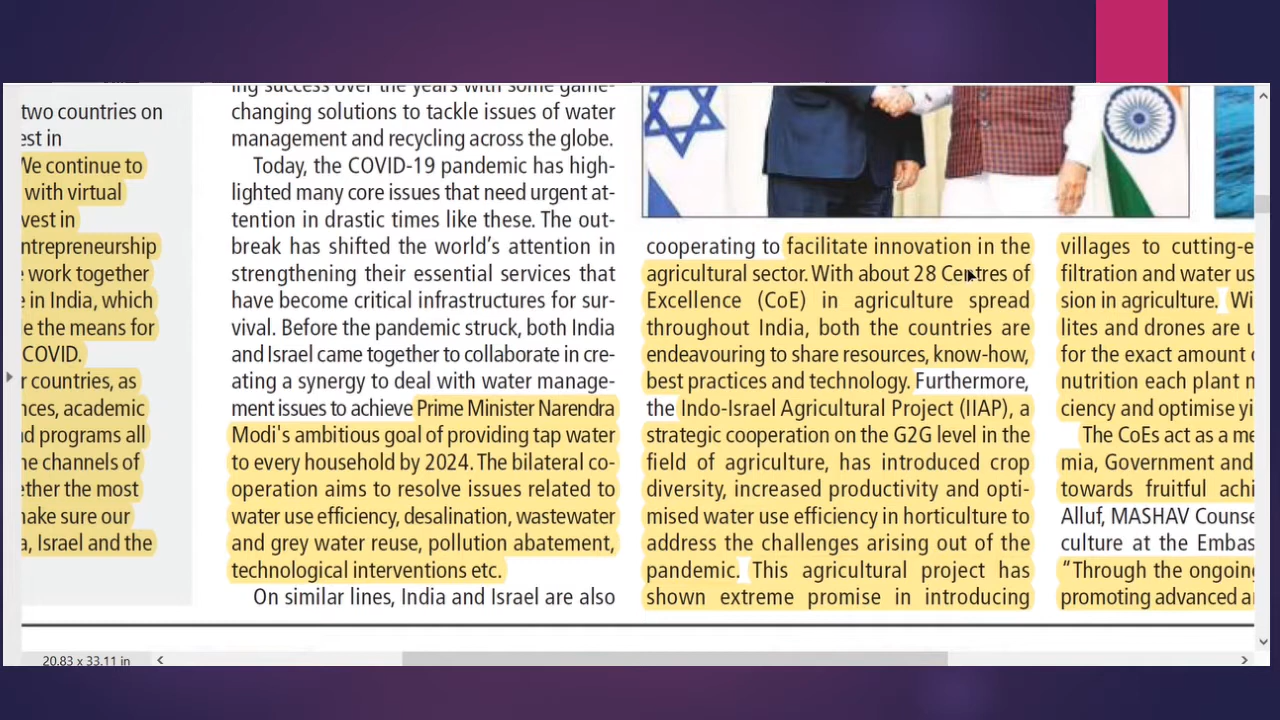 two countries on
in
We continue to
with virtual
in
entrepreneurship
work together
in India, which
the means for
COVID.
countries, as
academic
programs all
channels of
the most
make sure our
Israel and the
ing success over the years with some game-
changing solutions to tackle issues of water
management and recycling across the globe.
Today, the COVID-19 pandemic has high-
lighted many core issues that need urgent at-
tention in drastic times like these. The out-
break has shifted the world's attention in
strengthening their essential services that
have become critical infrastructures for sur-
vival. Before the pandemic struck, both India
and Israel came together to collaborate in cre-
ating a synergy to deal with water manage-
ment issues to achieve Prime Minister Narendra
Modi's ambitious goal of providing tap water
to every household by 2024. The bilateral co-
operation aims to resolve issues related to
water use efficiency, desalination, wastewater
and grey water reuse, pollution abatement,
technological interventions etc.
On similar lines, India and Israel are also
cooperating to facilitate innovation in the
agricultural sector. With about 28 Centres of
Excellence (CoE) in agriculture spread
throughout India, both the countries are
endeavouring to share resources, know-how,
best practices and technology. Furthermore,
the Indo-Israel Agricultural Project (IIAP), a
strategic cooperation on the G2G level in the
field of agriculture, has introduced crop
diversity, increased productivity and opti-
mised water use efficiency in horticulture to
address the challenges arising out of the
pandemic. This agricultural project has
shown extreme promise in introducing
villages to cutting-e
filtration and water us
sion in agriculture. Wi
lites and drones are u
for the exact amount
nutrition each plant
ciency and optimise yi
The CoEs act as a me
mia, Government and
towards fruitful achi
Alluf, MASHAV Counse
culture at the Embas
"Through the ongoing
promoting advanced
20.83 x 33.11 in